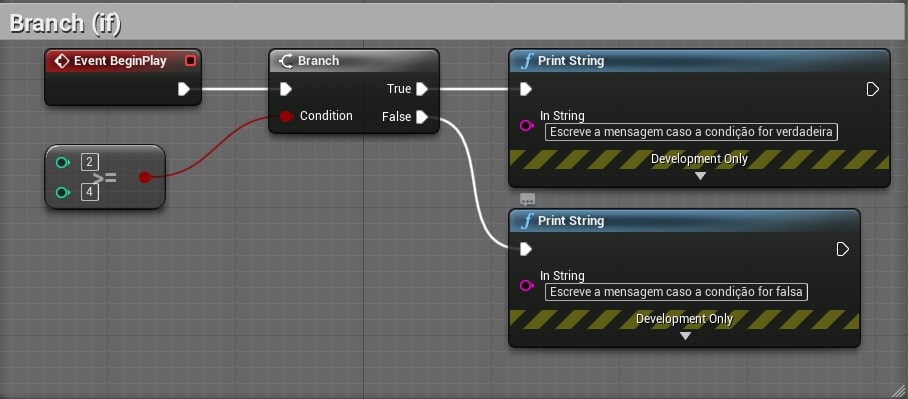 Branch (if)
Event BeginPlay
Branch
True
Condition
False
2
>=
4
f Print String
In String
Escreve a mensagem caso a condição for verdadeira
Development Only
f Print String
In String
Escreve a mensagem caso a condição for falsa
Development Only